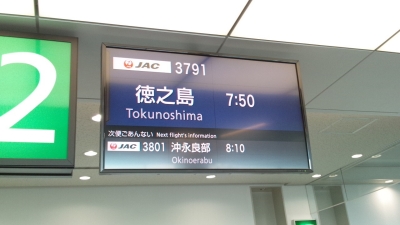 2
JAC 3791
徳之島 7:50
Tokunoshima
次便ごあんない Next flight's information
JAC 3801 沖永良部 8:10
Okinoerabu